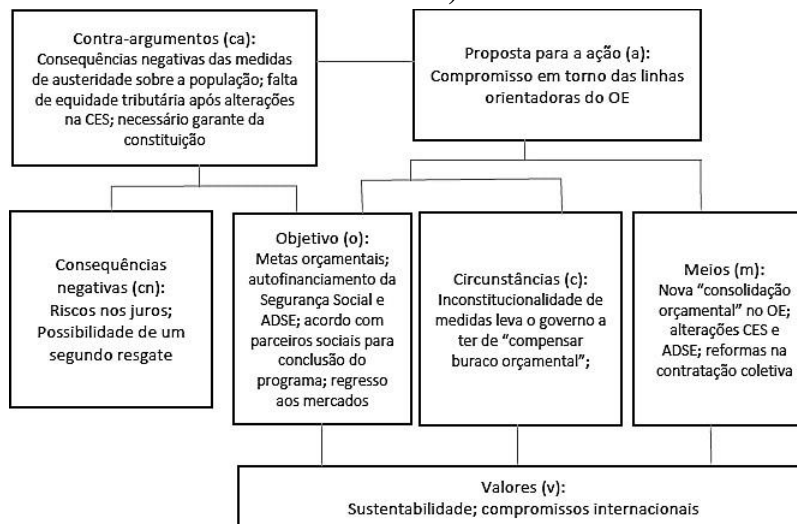 Contra-argumentos (ca):
Consequências negativas das medidas
de austeridade sobre a população; falta
de equidade tributária após alterações
na CES; necessário garante da
constituição
Proposta para a ação (a):
Compromisso em torno das linhas
orientadoras do OE
Consequências
negativas (cn):
Riscos nos juros;
Possibilidade de um
segundo resgate
Objetivo (o):
Metas orçamentais;
autofinanciamento da
Segurança Social e
ADSE; acordo com
parceiros sociais para
conclusão do
programa; regresso
aos mercados
Circunstâncias (c):
Inconstitucionalidade de
medidas leva o governo a
ter de “compensar
buraco orçamental”;
Meios (m):
Nova “consolidação
orçamental” no OE;
alterações CES e
ADSE; reformas na
contratação coletiva
Valores (v):
Sustentabilidade; compromissos internacionais